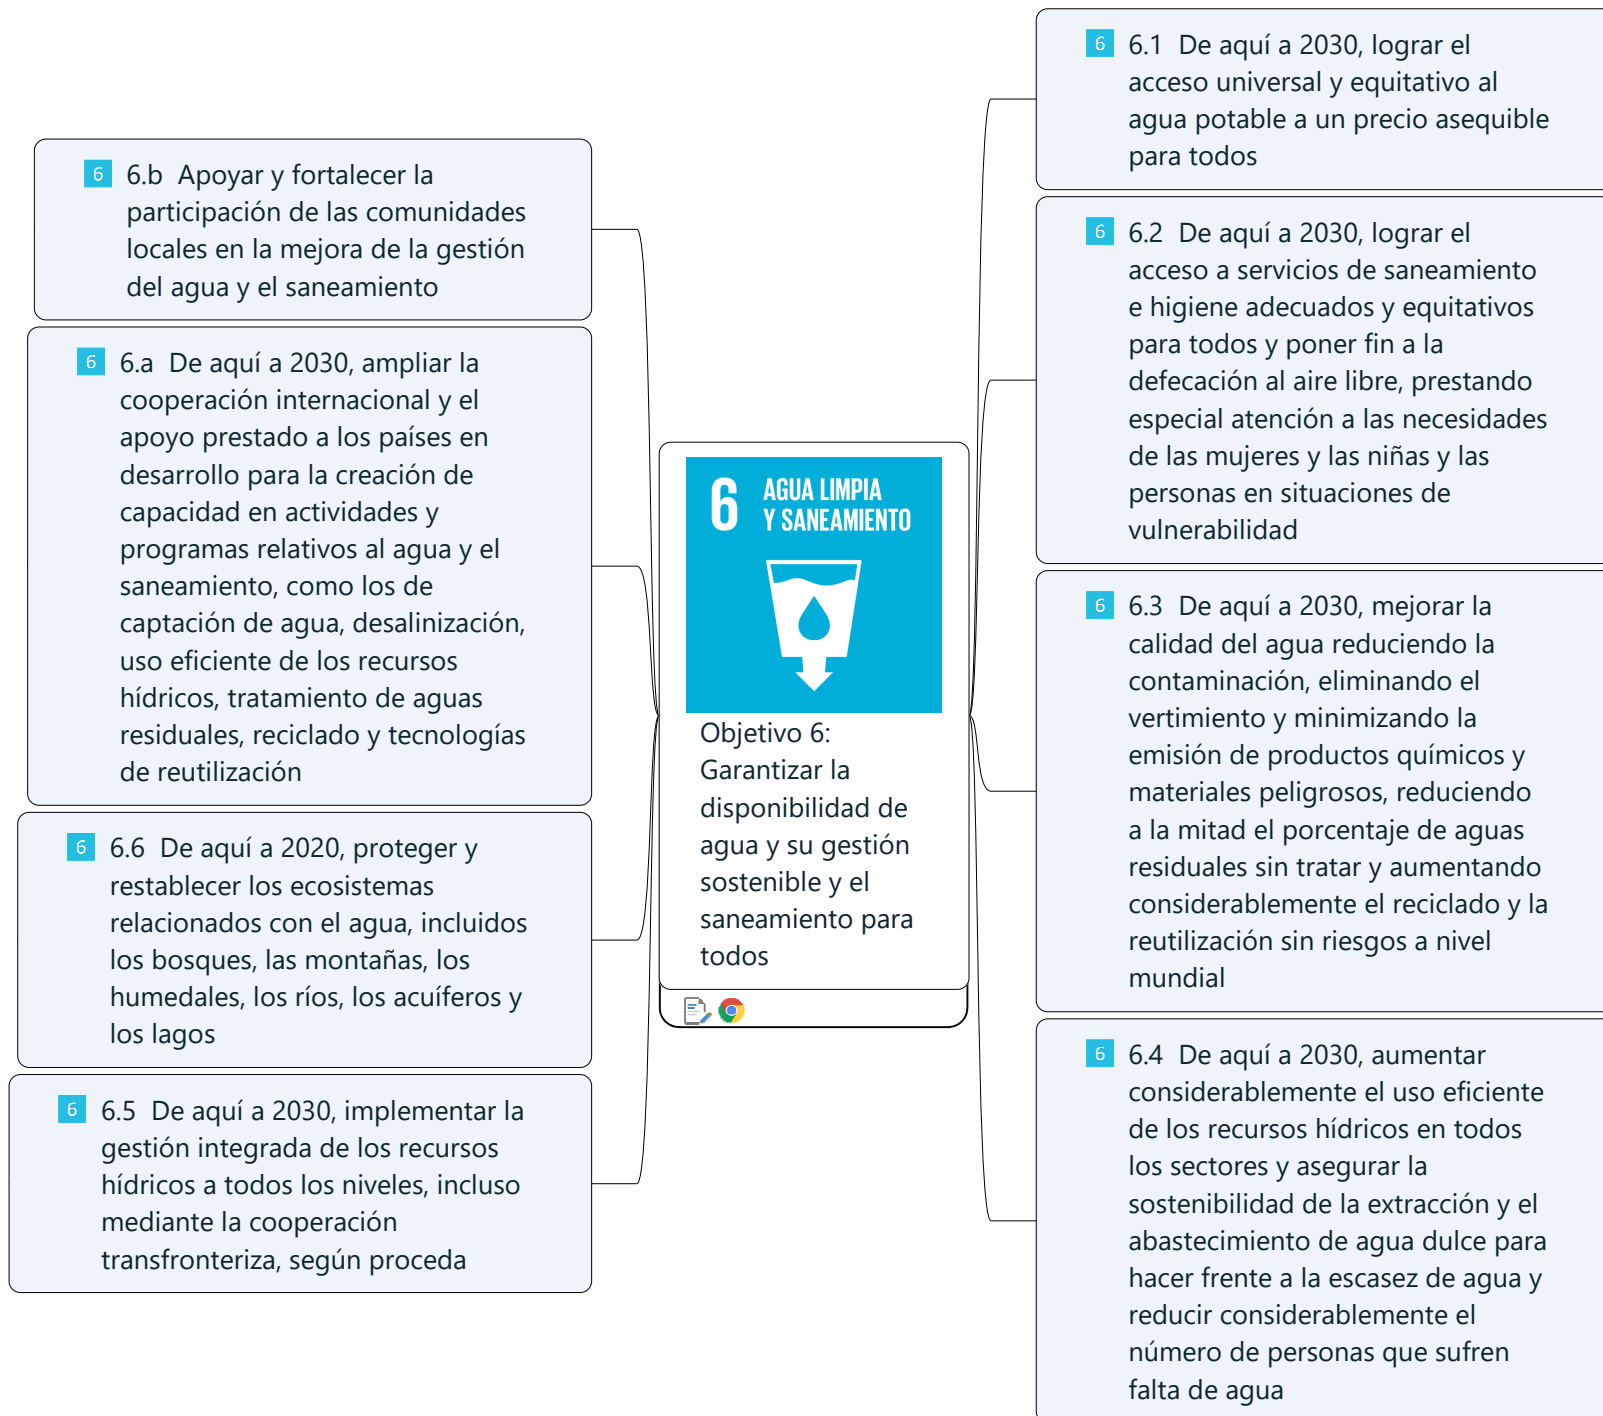 6 6.1 De aquí a 2030, lograr el
acceso universal y equitativo al
agua potable a un precio asequible
para todos
6 6.2 De aquí a 2030, lograr el
acceso a servicios de saneamiento
e higiene adecuados y equitativos
para todos y poner fin a la
defecación al aire libre, prestando
especial atención a las necesidades
de las mujeres y las niñas y las
personas en situaciones de
vulnerabilidad
6 6.3 De aquí a 2030, mejorar la
calidad del agua reduciendo la
contaminación, eliminando el
vertimiento y minimizando la
emisión de productos químicos y
materiales peligrosos, reduciendo
a la mitad el porcentaje de aguas
residuales sin tratar y aumentando
considerablemente el reciclado y la
reutilización sin riesgos a nivel
mundial
6 6.4 De aquí a 2030, aumentar
considerablemente el uso eficiente
de los recursos hídricos en todos
los sectores y asegurar la
sostenibilidad de la extracción y el
abastecimiento de agua dulce para
hacer frente a la escasez de agua y
reducir considerablemente el
número de personas que sufren
falta de agua
6 6.b Apoyar y fortalecer la
participación de las comunidades
locales en la mejora de la gestión
del agua y el saneamiento
6 6.a De aquí a 2030, ampliar la
cooperación internacional y el
apoyo prestado a los países en
desarrollo para la creación de
capacidad en actividades y
programas relativos al agua y el
saneamiento, como los de
captación de agua, desalinización,
uso eficiente de los recursos
hídricos, tratamiento de aguas
residuales, reciclado y tecnologías
de reutilización
6 6.6 De aquí a 2020, proteger y
restablecer los ecosistemas
relacionados con el agua, incluidos
los bosques, las montañas, los
humedales, los ríos, los acuíferos y
los lagos
6 6.5 De aquí a 2030, implementar la
gestión integrada de los recursos
hídricos a todos los niveles, incluso
mediante la cooperación
transfronteriza, según proceda
6 AGUA LIMPIA
Y SANEAMIENTO
Objetivo 6:
Garantizar la
disponibilidad de
agua y su gestión
sostenible y el
saneamiento para
todos